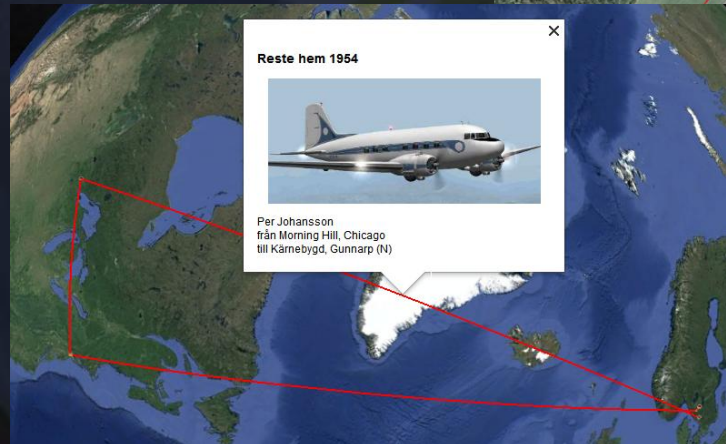 Reste hem 1954
Per Johansson
från Morning Hill, Chicago
till Kärnebygd, Gunnarp (N)